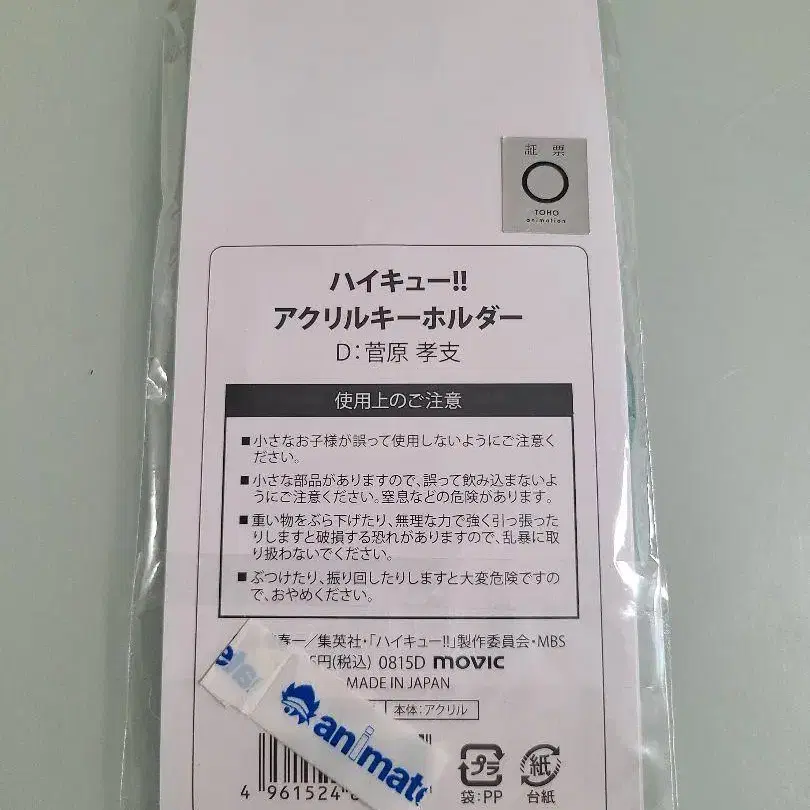 証 票
TOHO
animation
ハイキュー!!
アクリルキーホルダー
D：菅原 孝支
使用上のご注意
■小さなお子様が誤って使用しないようにご注意く
ださい。
■小さな部品がありますので、誤って飲み込まないよ
うにご注意ください。窒息などの危険があります。
■重い物をぶら下げたり、無理な力で強く引っ張った
りしますと破損する恐れがありますので、乱暴に取
り扱わないでください。
■ぶつけたり、振り回したりしますと大変危険ですの
で、おやめください。
春一／集英社・「ハイキュー!!」製作委員会・MBS
5円(税込) 0815D movic
MADE IN JAPAN
本体：アクリル
animate
4 961524
プラ 紙
袋：PP 台紙